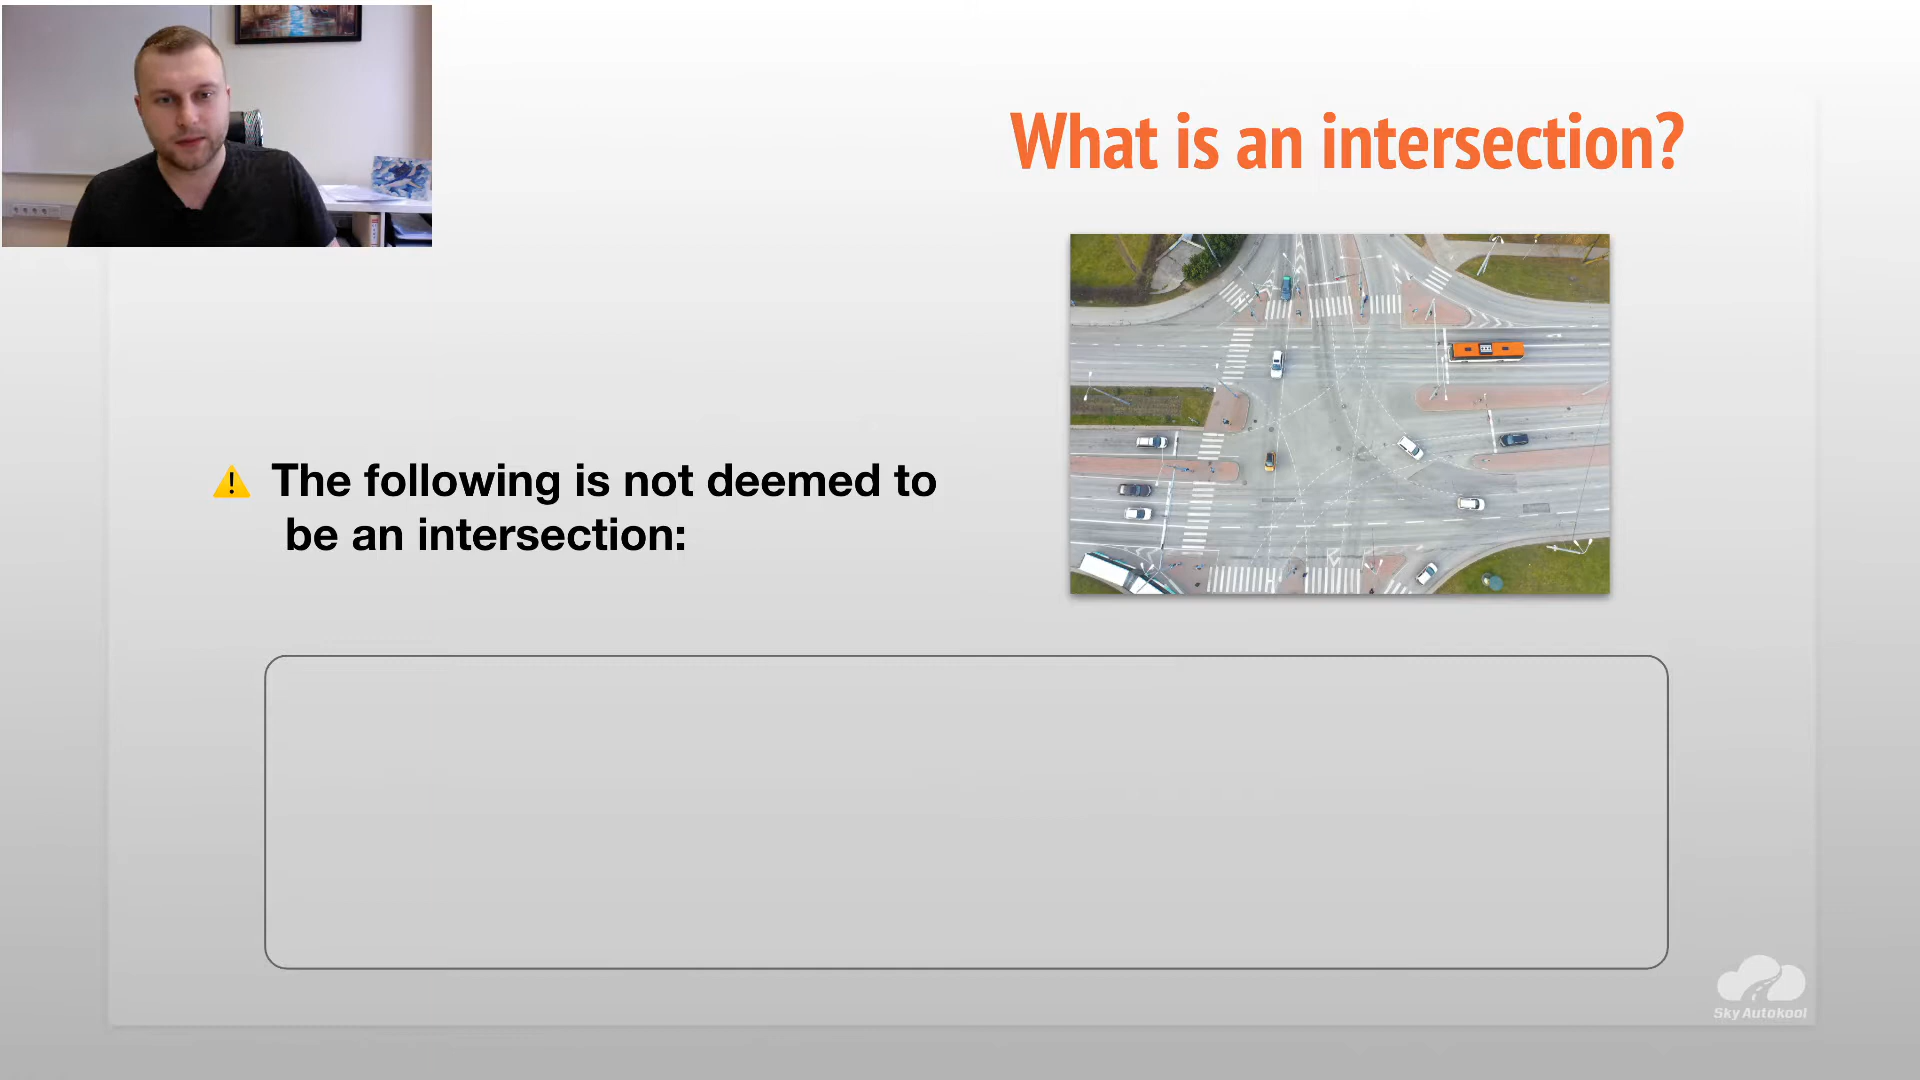 What is an intersection?
⚠ The following is not deemed to
be an intersection:
Sky Autokool